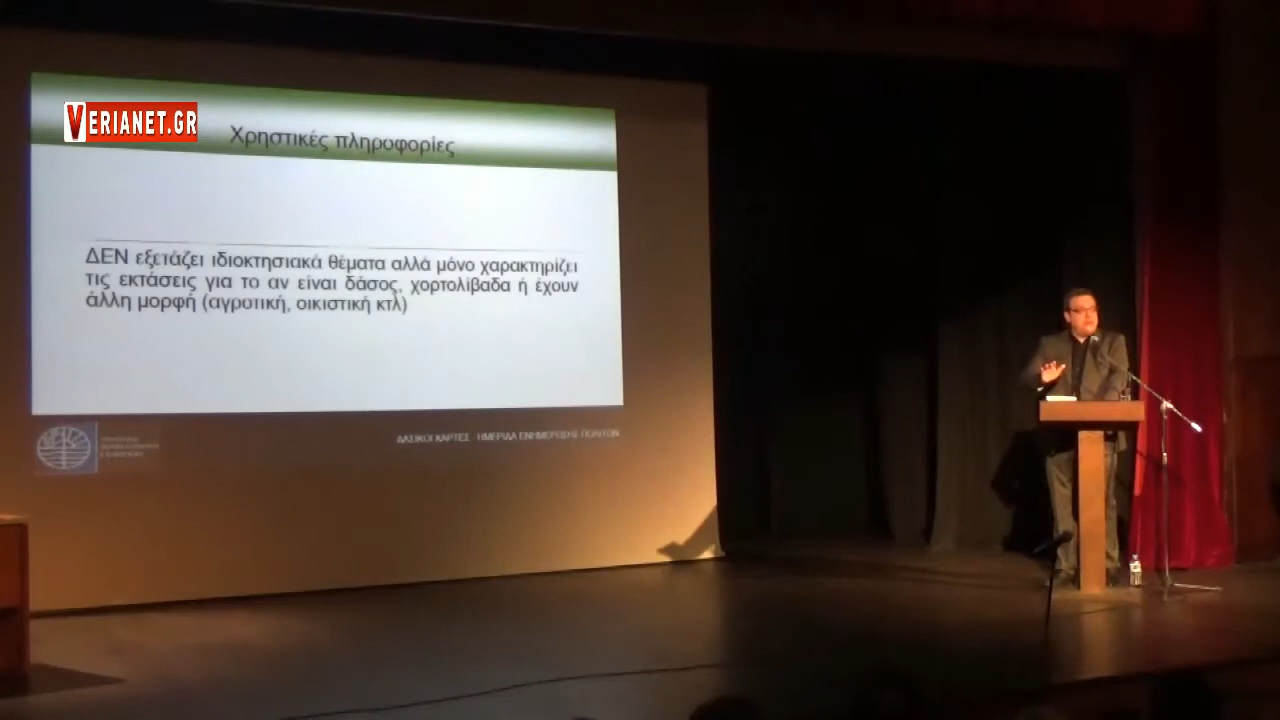 VERIANET.GR
Χρηστικές πληροφορίες
ΔΕΝ εξετάζει ιδιοκτησιακά θέματα αλλά μόνο χαρακτηρίζει
τις εκτάσεις για το αν είναι δάσος, χορτολίβαδα ή έχουν
άλλη μορφή (αγροτική, οικιστική κτλ)
ΔΑΣΙΚΟΙ ΧΑΡΤΕΣ - ΗΜΕΡΙΔΑ ΕΝΗΜΕΡΩΣΗΣ ΠΟΛΙΤΩΝ